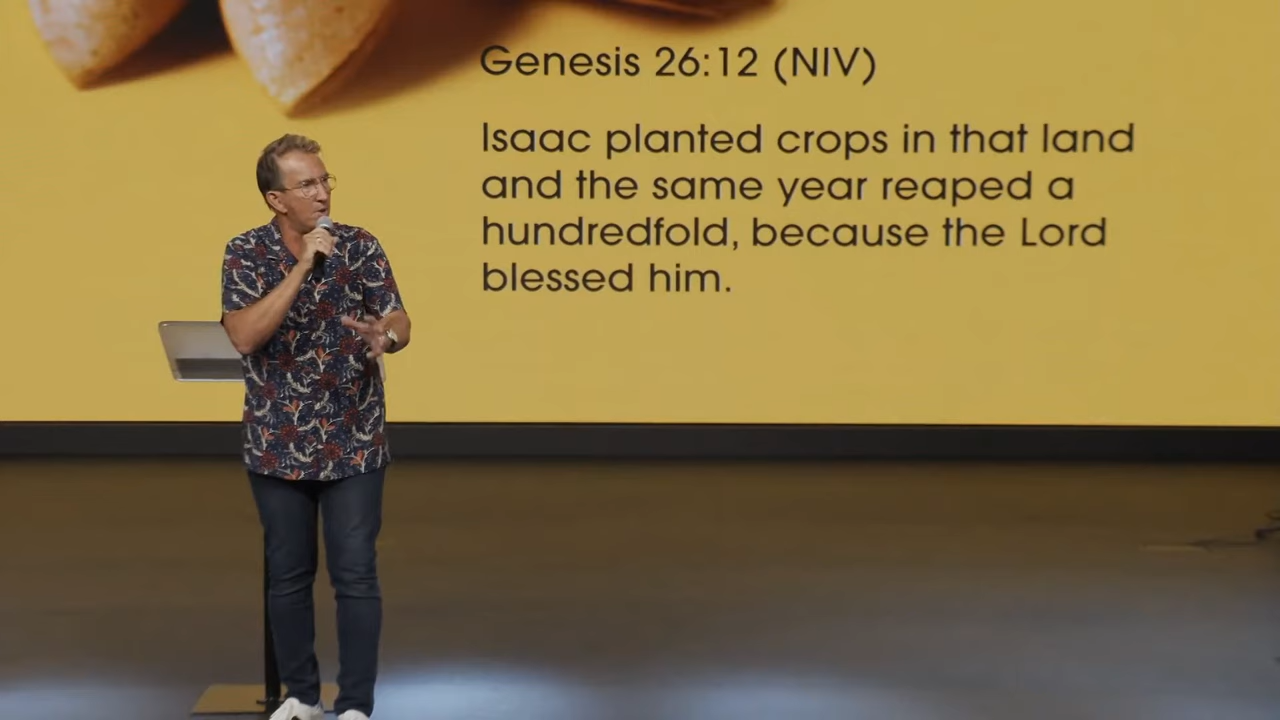 Genesis 26:12 (NIV)
Isaac planted crops in that land
and the same year reaped a
hundredfold, because the Lord
blessed him.